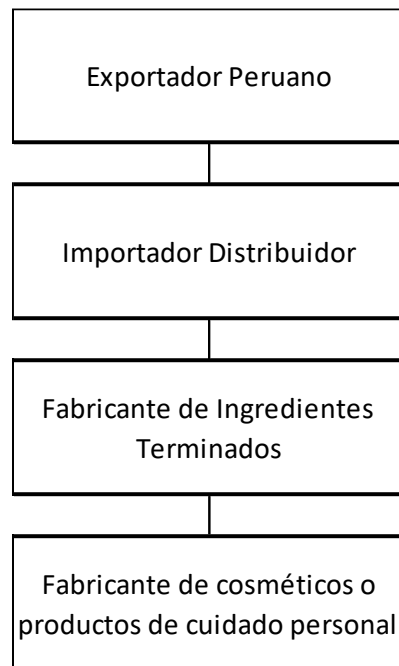 Exportador Peruano
Importador Distribuidor
Fabricante de Ingredientes
Terminados
Fabricante de cosméticos o
productos de cuidado personal